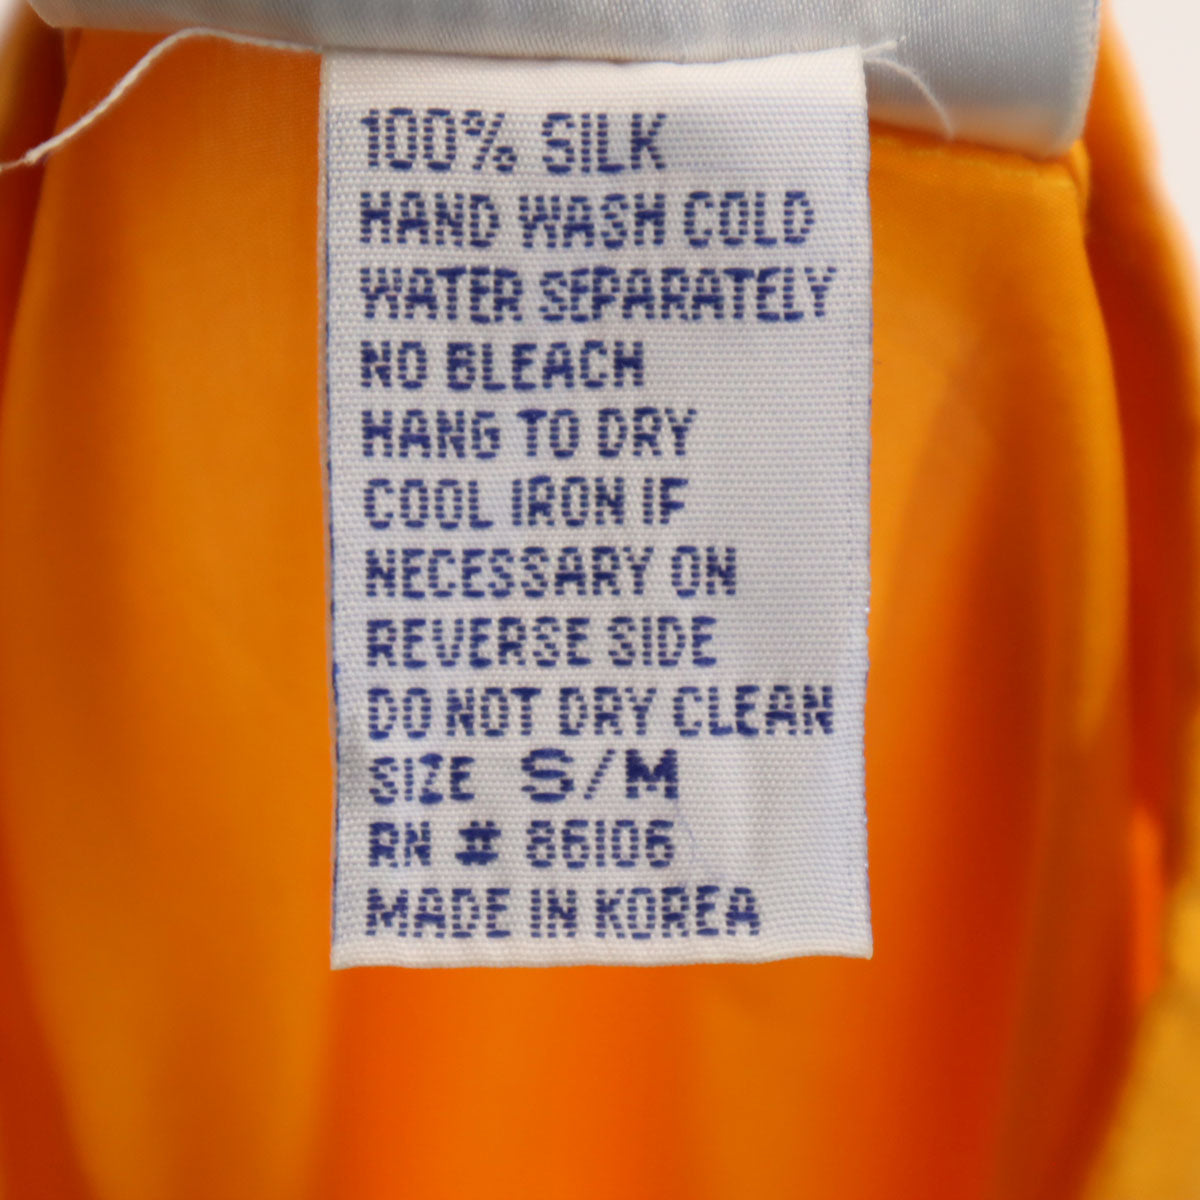 100% SILK
HAND WASH COLD
WATER SEPARATELY
NO BLEACH
HANG TO DRY
COOL IRON IF
NECESSARY ON
REVERSE SIDE
DO NOT DRY CLEAN
SIZE S/M
RN # 86106
MADE IN KOREA